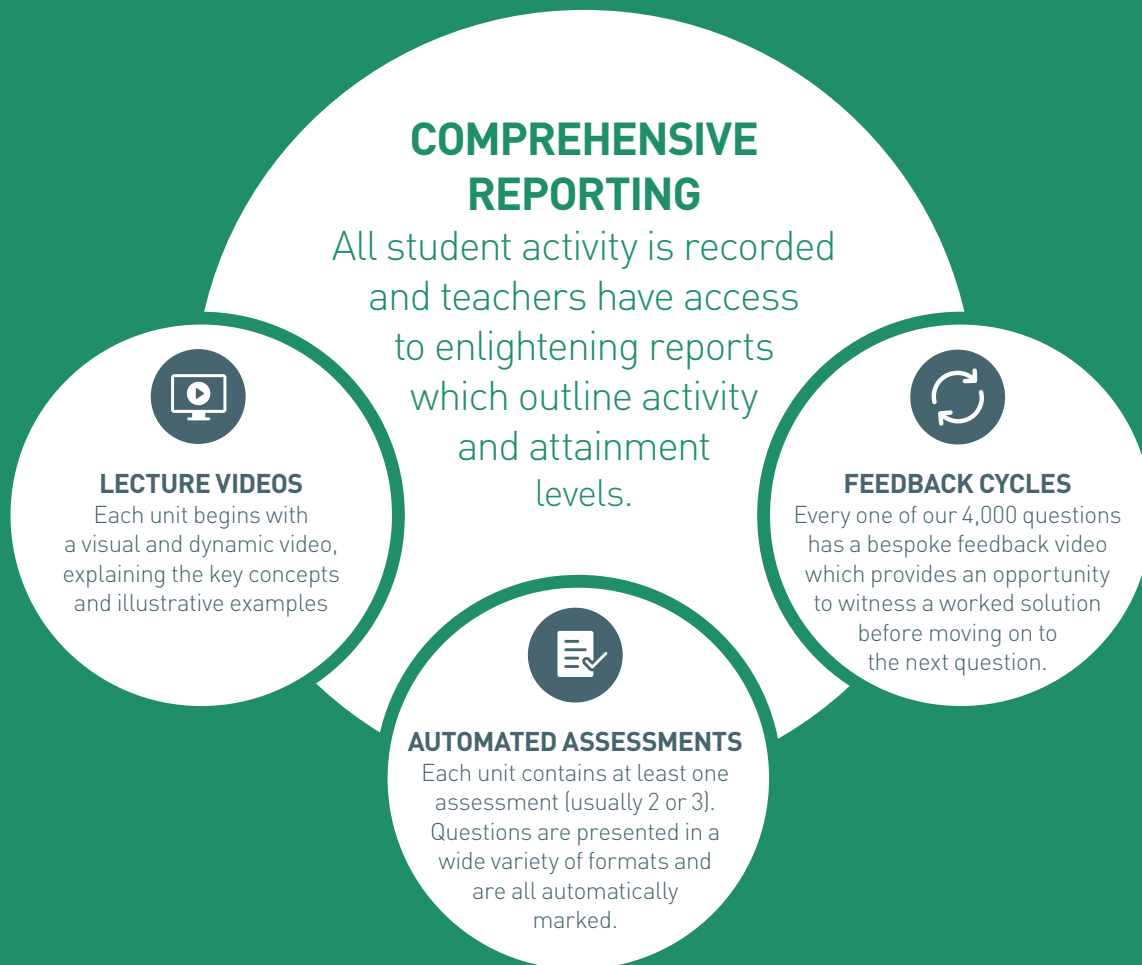 COMPREHENSIVE
REPORTING
All student activity is recorded
and teachers have access
to enlightening reports
which outline activity
and attainment
levels.
LECTURE VIDEOS
Each unit begins with
a visual and dynamic video,
explaining the key concepts
and illustrative examples
AUTOMATED ASSESSMENTS
Each unit contains at least one
assessment (usually 2 or 3).
Questions are presented in a
wide variety of formats and
are all automatically
marked.
FEEDBACK CYCLES
Every one of our 4,000 questions
has a bespoke feedback video
which provides an opportunity
to witness a worked solution
before moving on to
the next question.